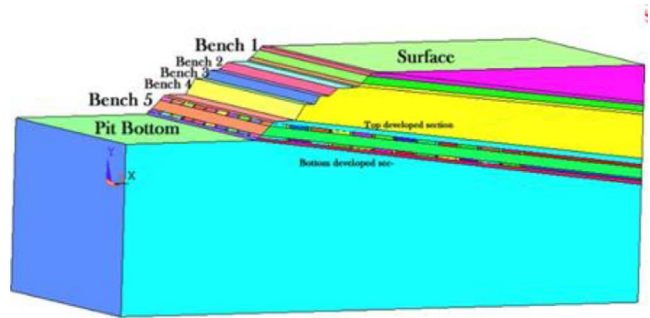 Bench 1
Surface
Bench 2
Bench 3
Bench 4
Bench 5
Top developed section
Pit Bottom
Bottom developed sec-
Y
X